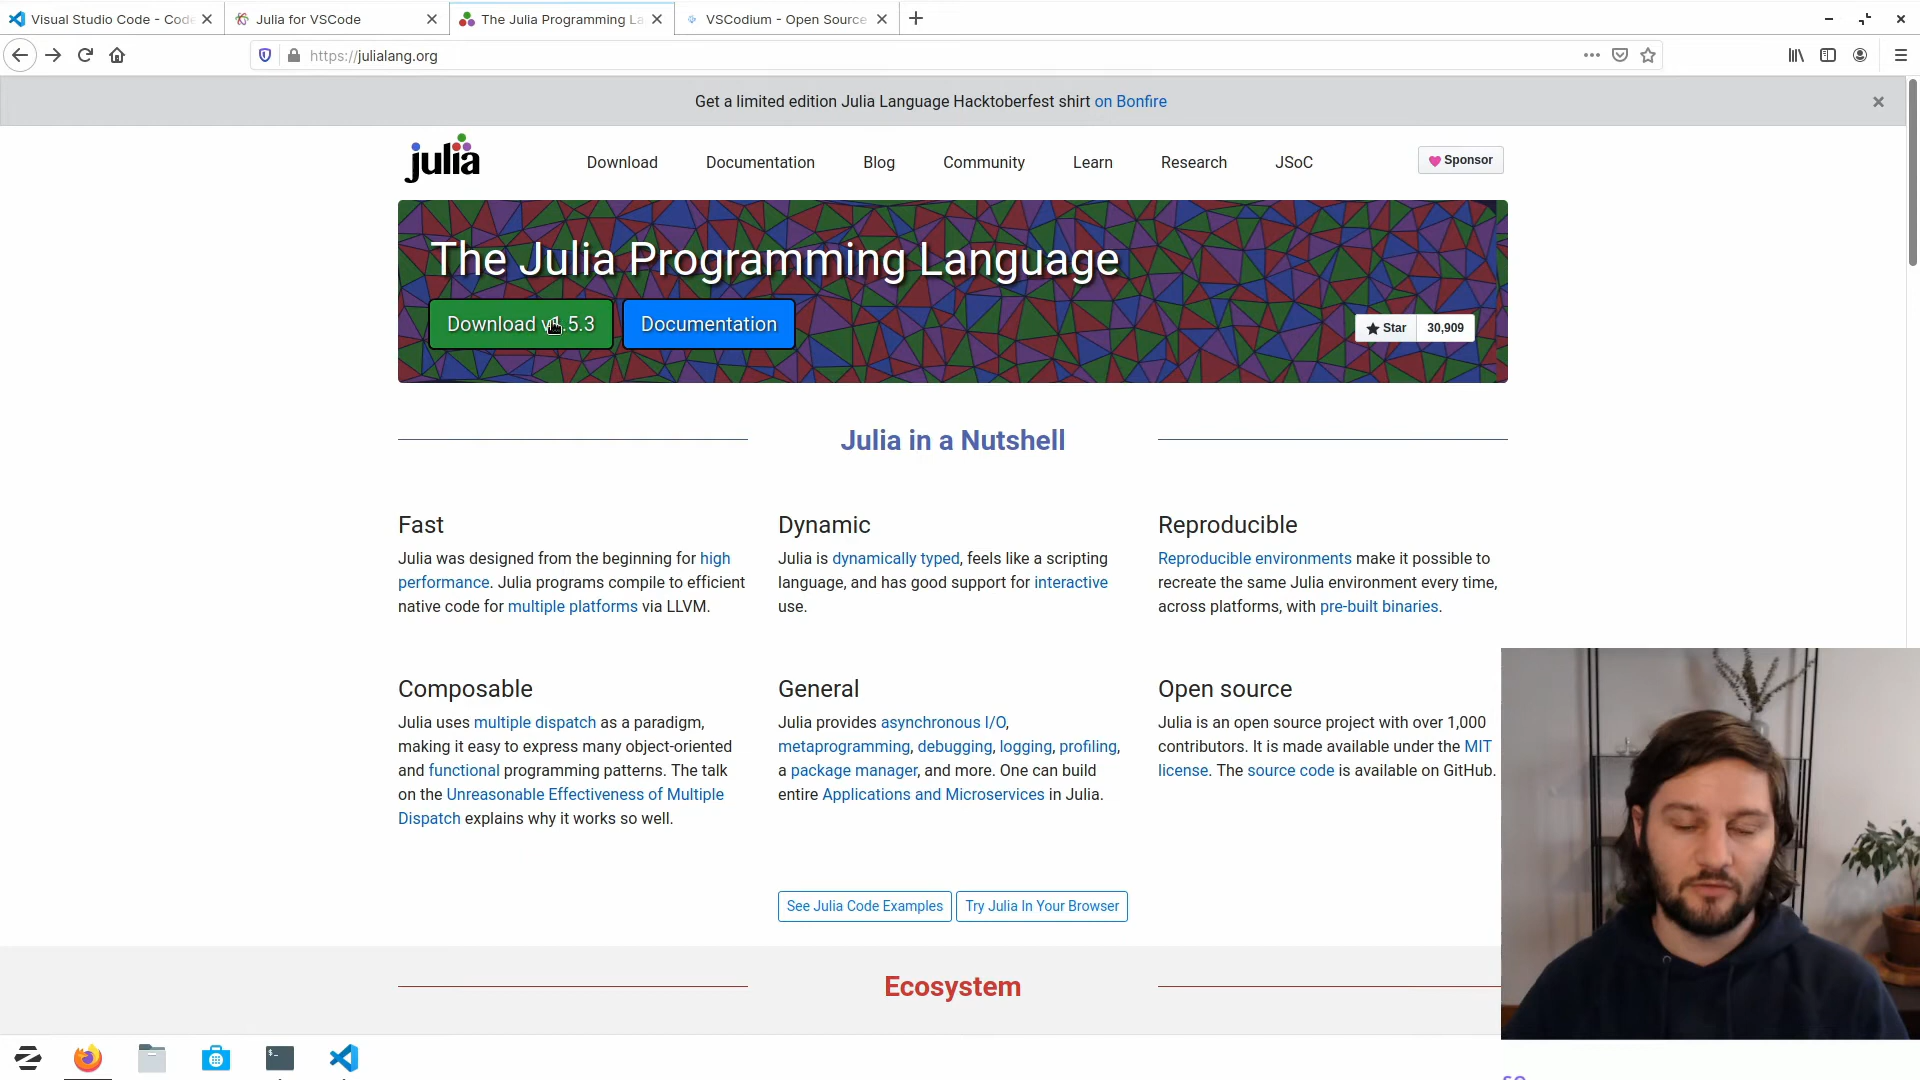 Visual Studio Code - Code
Julia for VSCode
The Julia Programming La
VSCodium - Open Source
https://julialang.org
Get a limited edition Julia Language Hacktoberfest shirt on Bonfire
julia
Download
Documentation
Blog
Community
Learn
Research
JSoC
Sponsor
The Julia Programming Language
Download v1.5.3
Documentation
Star
30,909
Julia in a Nutshell
Fast
Julia was designed from the beginning for high
performance. Julia programs compile to efficient
native code for multiple platforms via LLVM.
Dynamic
Julia is dynamically typed, feels like a scripting
language, and has good support for interactive
use.
Reproducible
Reproducible environments make it possible to
recreate the same Julia environment every time,
across platforms, with pre-built binaries.
Composable
Julia uses multiple dispatch as a paradigm,
making it easy to express many object-oriented
and functional programming patterns. The talk
on the Unreasonable Effectiveness of Multiple
Dispatch explains why it works so well.
General
Julia provides asynchronous I/O,
metaprogramming, debugging, logging, profiling,
a package manager, and more. One can build
entire Applications and Microservices in Julia.
Open source
Julia is an open source project with over 1,000
contributors. It is made available under the MIT
license. The source code is available on GitHub.
See Julia Code Examples
Try Julia In Your Browser
Ecosystem